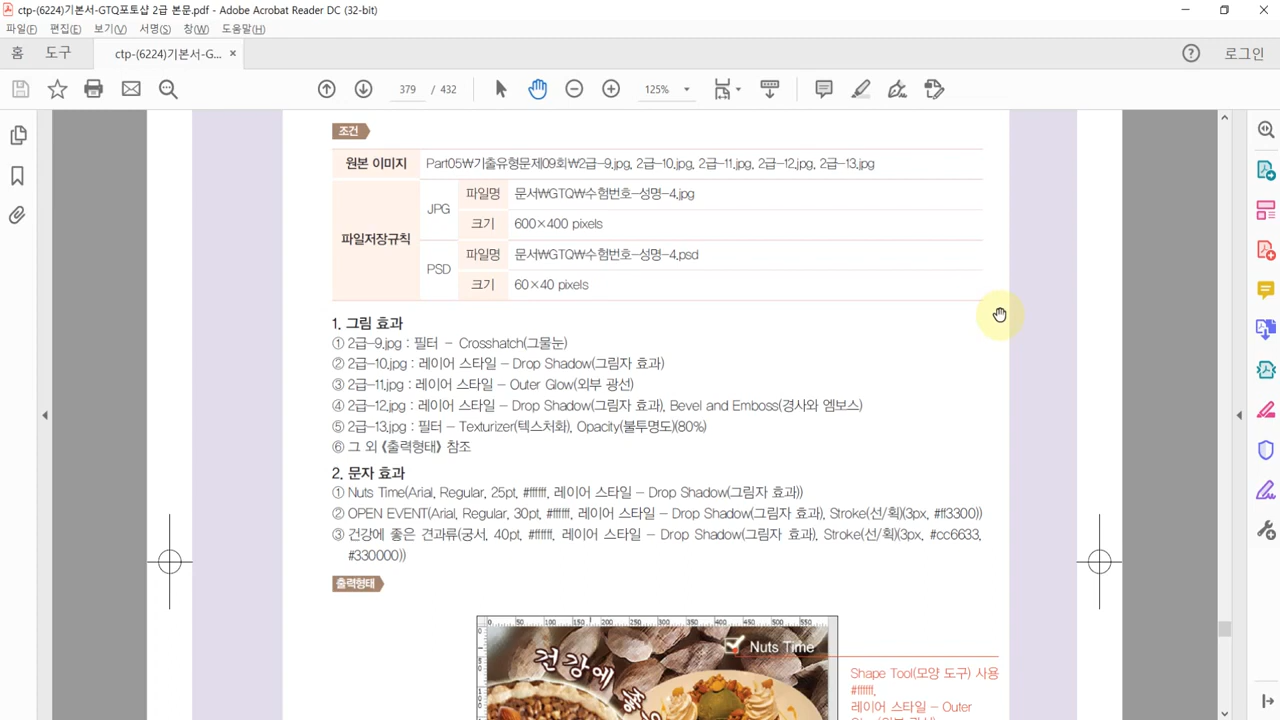 ctp-(6224)기본서-GTQ포토샵 2급 본문.pdf - Adobe Acrobat Reader DC (32-bit)
파일(F) 편집(E) 보기(V) 서명(S) 창(W) 도움말(H)
홈 도구 ctp-(6224)기본서-G... × 로그인
379 / 432 125%
조건
원본 이미지 Part05₩기출유형문제09회₩2급-9.jpg, 2급-10.jpg, 2급-11.jpg, 2급-12.jpg, 2급-13.jpg
파일저장규칙 JPG 파일명 문서₩GTQ₩수험번호-성명-4.jpg
크기 600×400 pixels
PSD 파일명 문서₩GTQ₩수험번호-성명-4.psd
크기 60×40 pixels
1. 그림 효과
① 2급-9.jpg : 필터 - Crosshatch(그물눈)
② 2급-10.jpg : 레이어 스타일 - Drop Shadow(그림자 효과)
③ 2급-11.jpg : 레이어 스타일 - Outer Glow(외부 광선)
④ 2급-12.jpg : 레이어 스타일 - Drop Shadow(그림자 효과), Bevel and Emboss(경사와 엠보스)
⑤ 2급-13.jpg : 필터 - Texturizer(텍스처화), Opacity(불투명도)(80%)
⑥ 그 외 《출력형태》 참조
2. 문자 효과
① Nuts Time(Arial, Regular, 25pt, #ffffff, 레이어 스타일 - Drop Shadow(그림자 효과))
② OPEN EVENT(Arial, Regular, 30pt, #ffffff, 레이어 스타일 - Drop Shadow(그림자 효과), Stroke(선/획)(3px, #ff3300))
③ 건강에 좋은 견과류(궁서, 40pt, #ffffff, 레이어 스타일 - Drop Shadow(그림자 효과), Stroke(선/획)(3px, #cc6633,
#330000))
출력형태
0 50 100 150 200 250 300 350 400 450 500 550
Nuts Time
건강에
Shape Tool(모양 도구) 사용
#ffffff,
레이어 스타일 - Outer